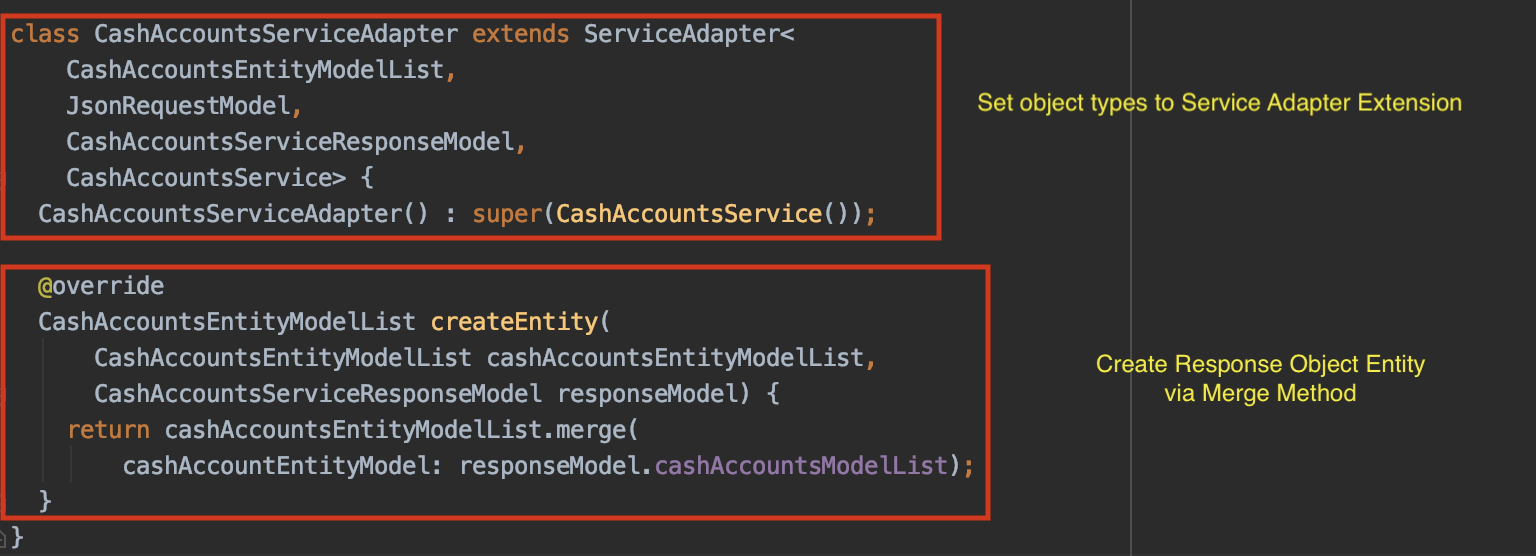 class CashAccountsServiceAdapter extends ServiceAdapter<
CashAccountsEntityModelList,
JsonRequestModel,
CashAccountsServiceResponseModel,
CashAccountsService> {
CashAccountsServiceAdapter() : super(CashAccountsService());
Set object types to Service Adapter Extension
@override
CashAccountsEntityModelList createEntity(
CashAccountsEntityModelList cashAccountsEntityModelList,
CashAccountsServiceResponseModel responseModel) {
return cashAccountsEntityModelList.merge(
cashAccountEntityModel: responseModel.cashAccountsModelList);
}
Create Response Object Entity
via Merge Method
}